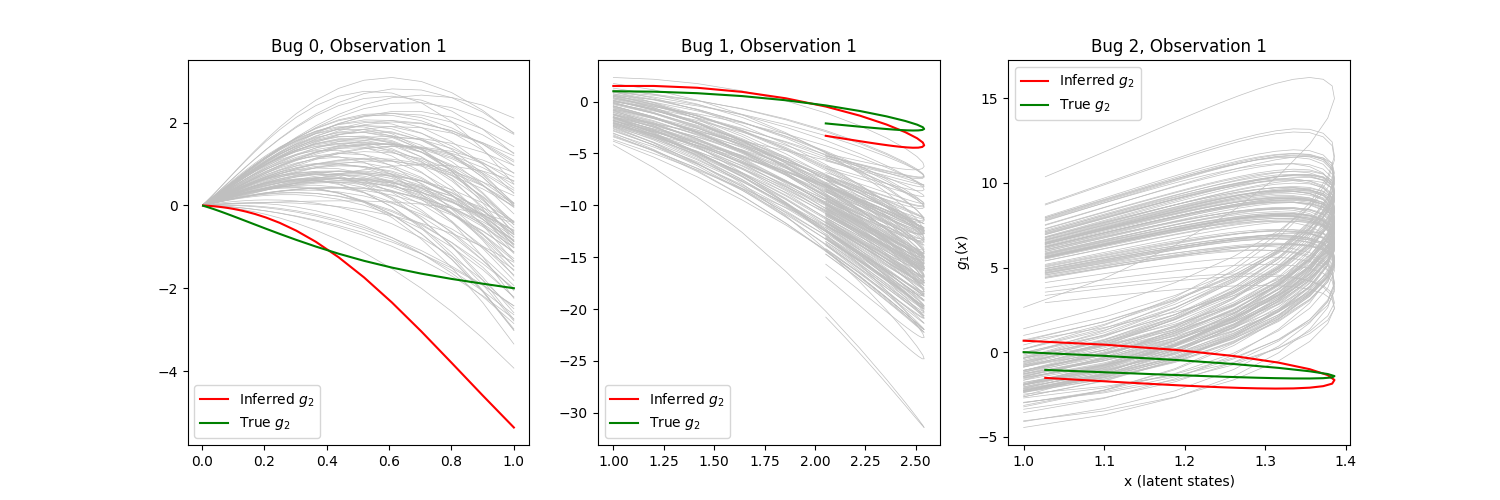 Bug 0, Observation 1
2
0
−2
−4
Inferred g₂
True g₂
0.0 0.2 0.4 0.6 0.8 1.0
Bug 1, Observation 1
0
−5
−10
−15
−20
−25
−30
Inferred g₂
True g₂
1.00 1.25 1.50 1.75 2.00 2.25 2.50
Bug 2, Observation 1
Inferred g₂
True g₂
g₁(x)
15
10
5
0
−5
1.0 1.1 1.2 1.3 1.4
x (latent states)